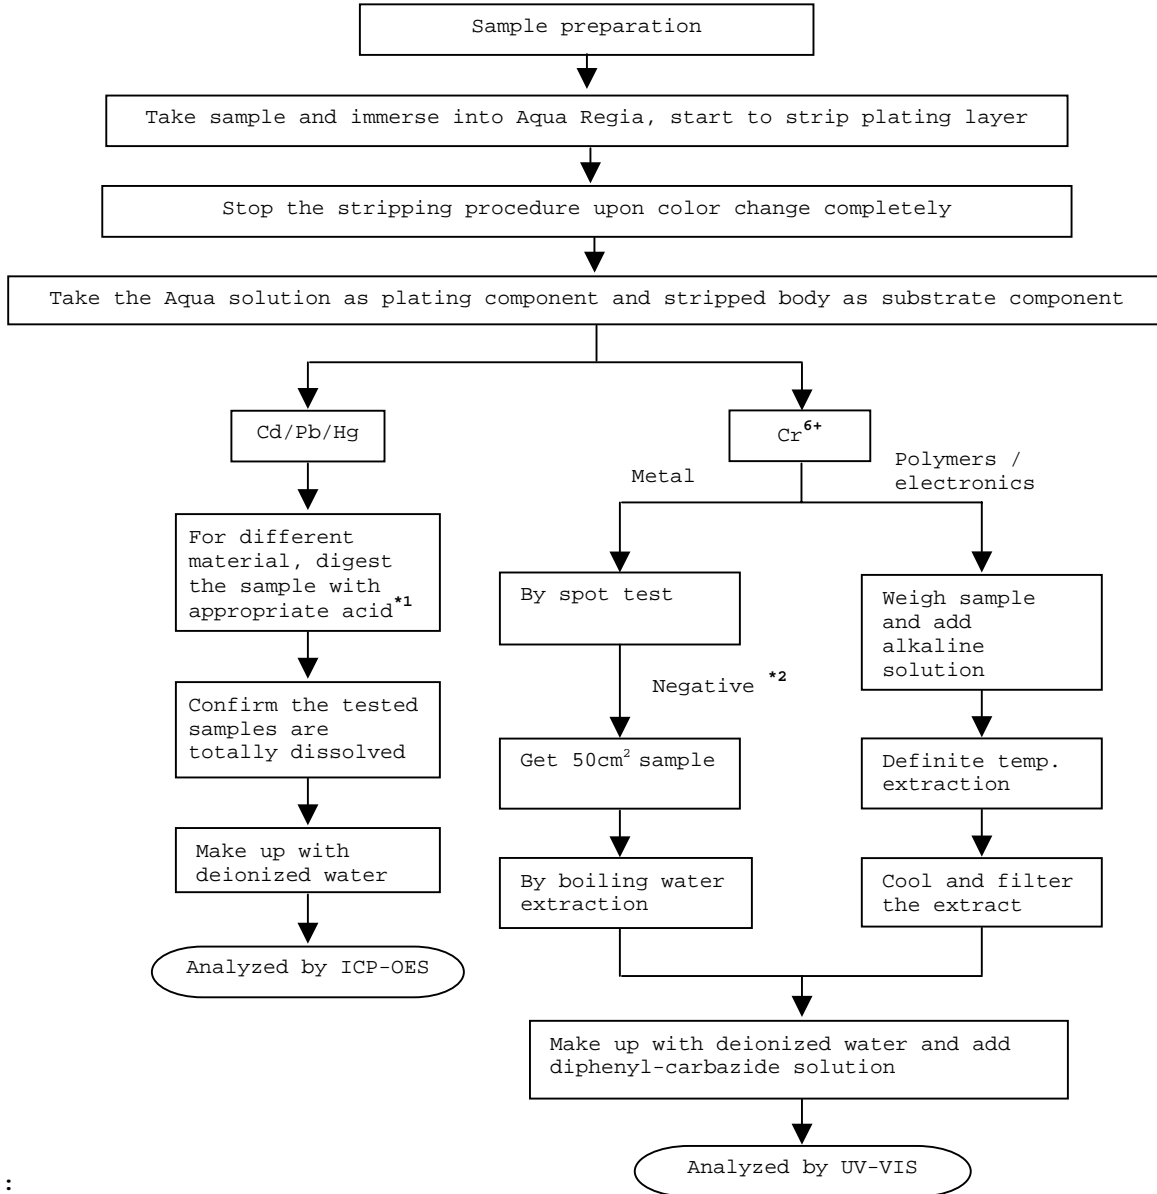 Sample preparation
Take sample and immerse into Aqua Regia, start to strip plating layer
Stop the stripping procedure upon color change completely
Take the Aqua solution as plating component and stripped body as substrate component
Cd/Pb/Hg
Cr6+
Metal
Polymers /
electronics
For different
material, digest
the sample with
appropriate acid*1
By spot test
Weigh sample
and add
alkaline
solution
Negative *2
Confirm the tested
samples are
totally dissolved
Get 50cm2 sample
Definite temp.
extraction
Make up with
deionized water
By boiling water
extraction
Cool and filter
the extract
Analyzed by ICP-OES
Make up with deionized water and add
diphenyl-carbazide solution
Analyzed by UV-VIS
: